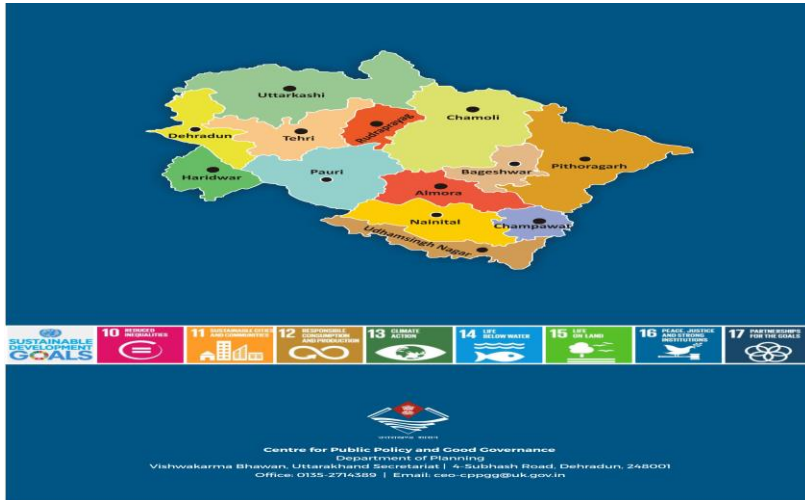 Uttarkashi
Chamoli
Dehradun
Tehri
Rudraprayag
Haridwar
Pauri
Bageshwar
Pithoragarh
Almora
Nainital
Champawat
Udhamsingh Nagar
SUSTAINABLE
DEVELOPMENT
GOALS
10 REDUCED
INEQUALITIES
11 SUSTAINABLE CITIES
AND COMMUNITIES
12 RESPONSIBLE
CONSUMPTION
AND PRODUCTION
13 CLIMATE
ACTION
14 LIFE
BELOW WATER
15 LIFE
ON LAND
16 PEACE, JUSTICE
AND STRONG
INSTITUTIONS
17 PARTNERSHIPS
FOR THE GOALS
Centre for Public Policy and Good Governance
Department of Planning
Vishwakarma Bhawan, Uttarakhand Secretariat | 4-Subhash Road, Dehradun, 248001
Office: 0135-2714389 | Email: ceo-cppgg@uk.gov.in